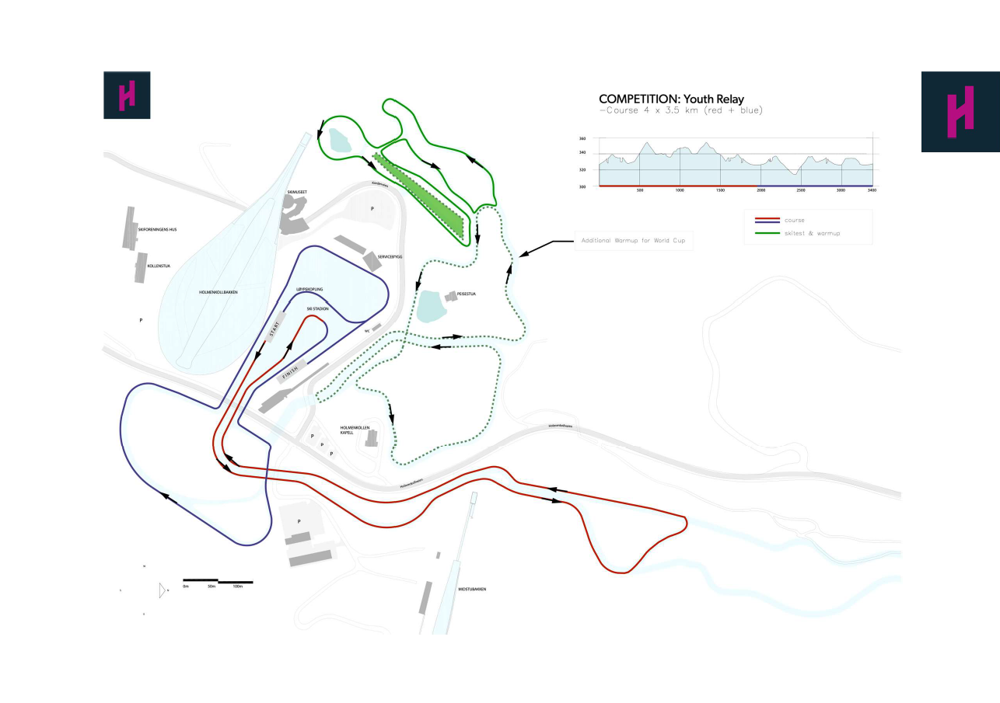 COMPETITION: Youth Relay
-Course 4 x 3.5 km (red + blue)
360
340
320
300
500
1000
1500
2000
2500
3000
3400
course
skitest & warmup
Additional Warmup for World Cup
SKIMUSEET
P
SKIFORENINGENS HUS
SERVICEBYGG
KOLLENSTUA
HOLMENKOLLBAKKEN
LØYPEKOPLING
PEISESTUA
SKI STADION
P
START
WC
FINISH
HOLMENKOLLEN
KAPELL
Holmenkollveien
P
P
P
Holmenkollveien
P
0m
50m
100m
MIDSTUBAKKEN